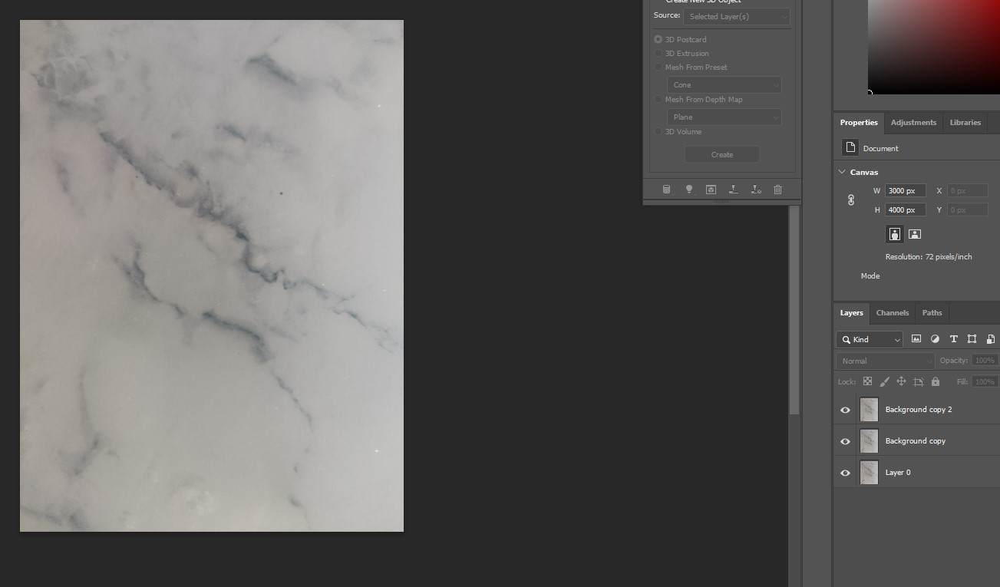 Create New 3D Object
Source: Selected Layer(s)
3D Postcard
3D Extrusion
Mesh From Preset
Cone
Mesh From Depth Map
Plane
3D Volume
Create
Properties Adjustments Libraries
Document
Canvas
W 3000 px X 0 px
H 4000 px Y 0 px
Resolution: 72 pixels/inch
Mode
Layers Channels Paths
Kind
Normal Opacity: 100%
Lock: Fill: 100%
Background copy 2
Background copy
Layer 0